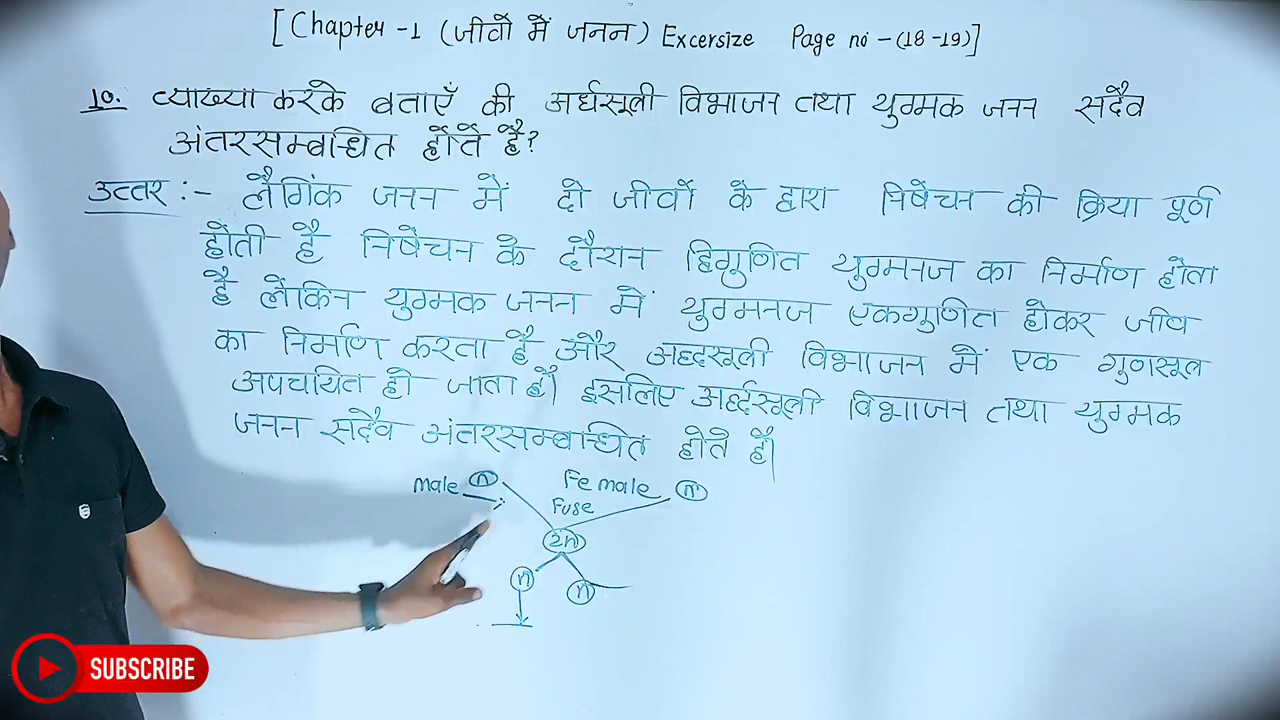 [Chapter -1 (जीवों में जनन) Excersize Page no - (18 -19)]
10. व्याख्या करके बताएँ की अर्धसूत्री विभाजन तथा युग्मक जनन सदैव
अंतरसम्बन्धित होते है?
उत्तर :- लैगिंक जनन में दो जीवों के द्वारा निषेचन की क्रिया पूर्ण
होती है निषेचन के दौरान द्विगुणित युग्मनज का निर्माण होता
है लेकिन युग्मक जनन में युग्मनज एकगुणित होकर जीव
का निर्माण करता है और अर्द्धसूत्री विभाजन में एक गुणसूत्र
अपचायित हो जाता है। इसलिए अर्द्धसूत्री विभाजन तथा युग्मक
जनन सदैव अंतरसम्बन्धित होते है।
male n Female n
Fuse
2n
n n
SUBSCRIBE